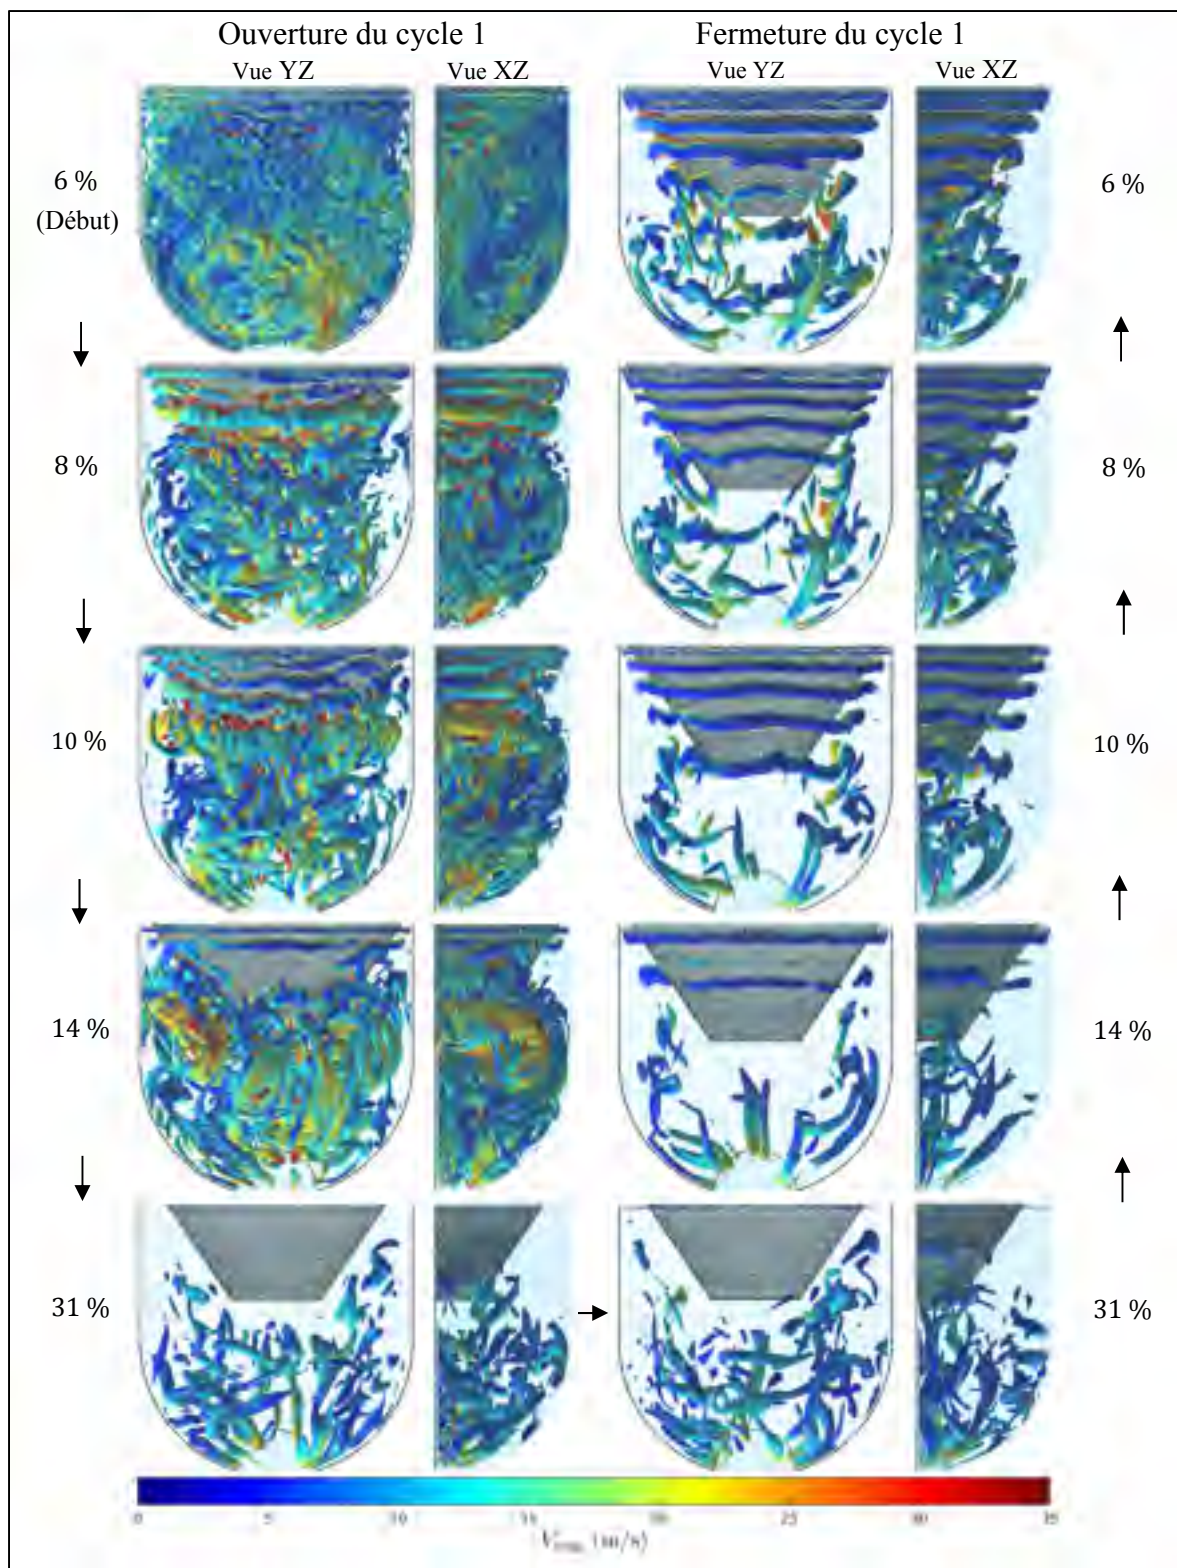 Ouverture du cycle 1 Fermeture du cycle 1
Vue YZ Vue XZ Vue YZ Vue XZ
6 %
(Début)
6 %
8 % 8 %
10 % 10 %
14 % 14 %
31 % 31 %
0 5 10 15 20 25 30 35
(m/s)